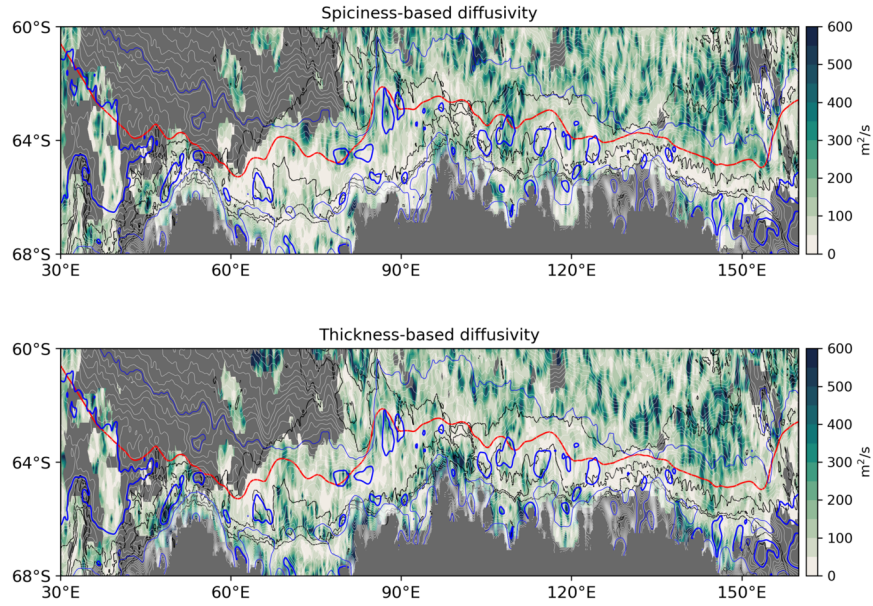 Spiciness-based diffusivity
60°S
64°S
68°S
30°E 60°E 90°E 120°E 150°E
600
500
400
300
200
100
0
m²/s
Thickness-based diffusivity
60°S
64°S
68°S
30°E 60°E 90°E 120°E 150°E
600
500
400
300
200
100
0
m²/s